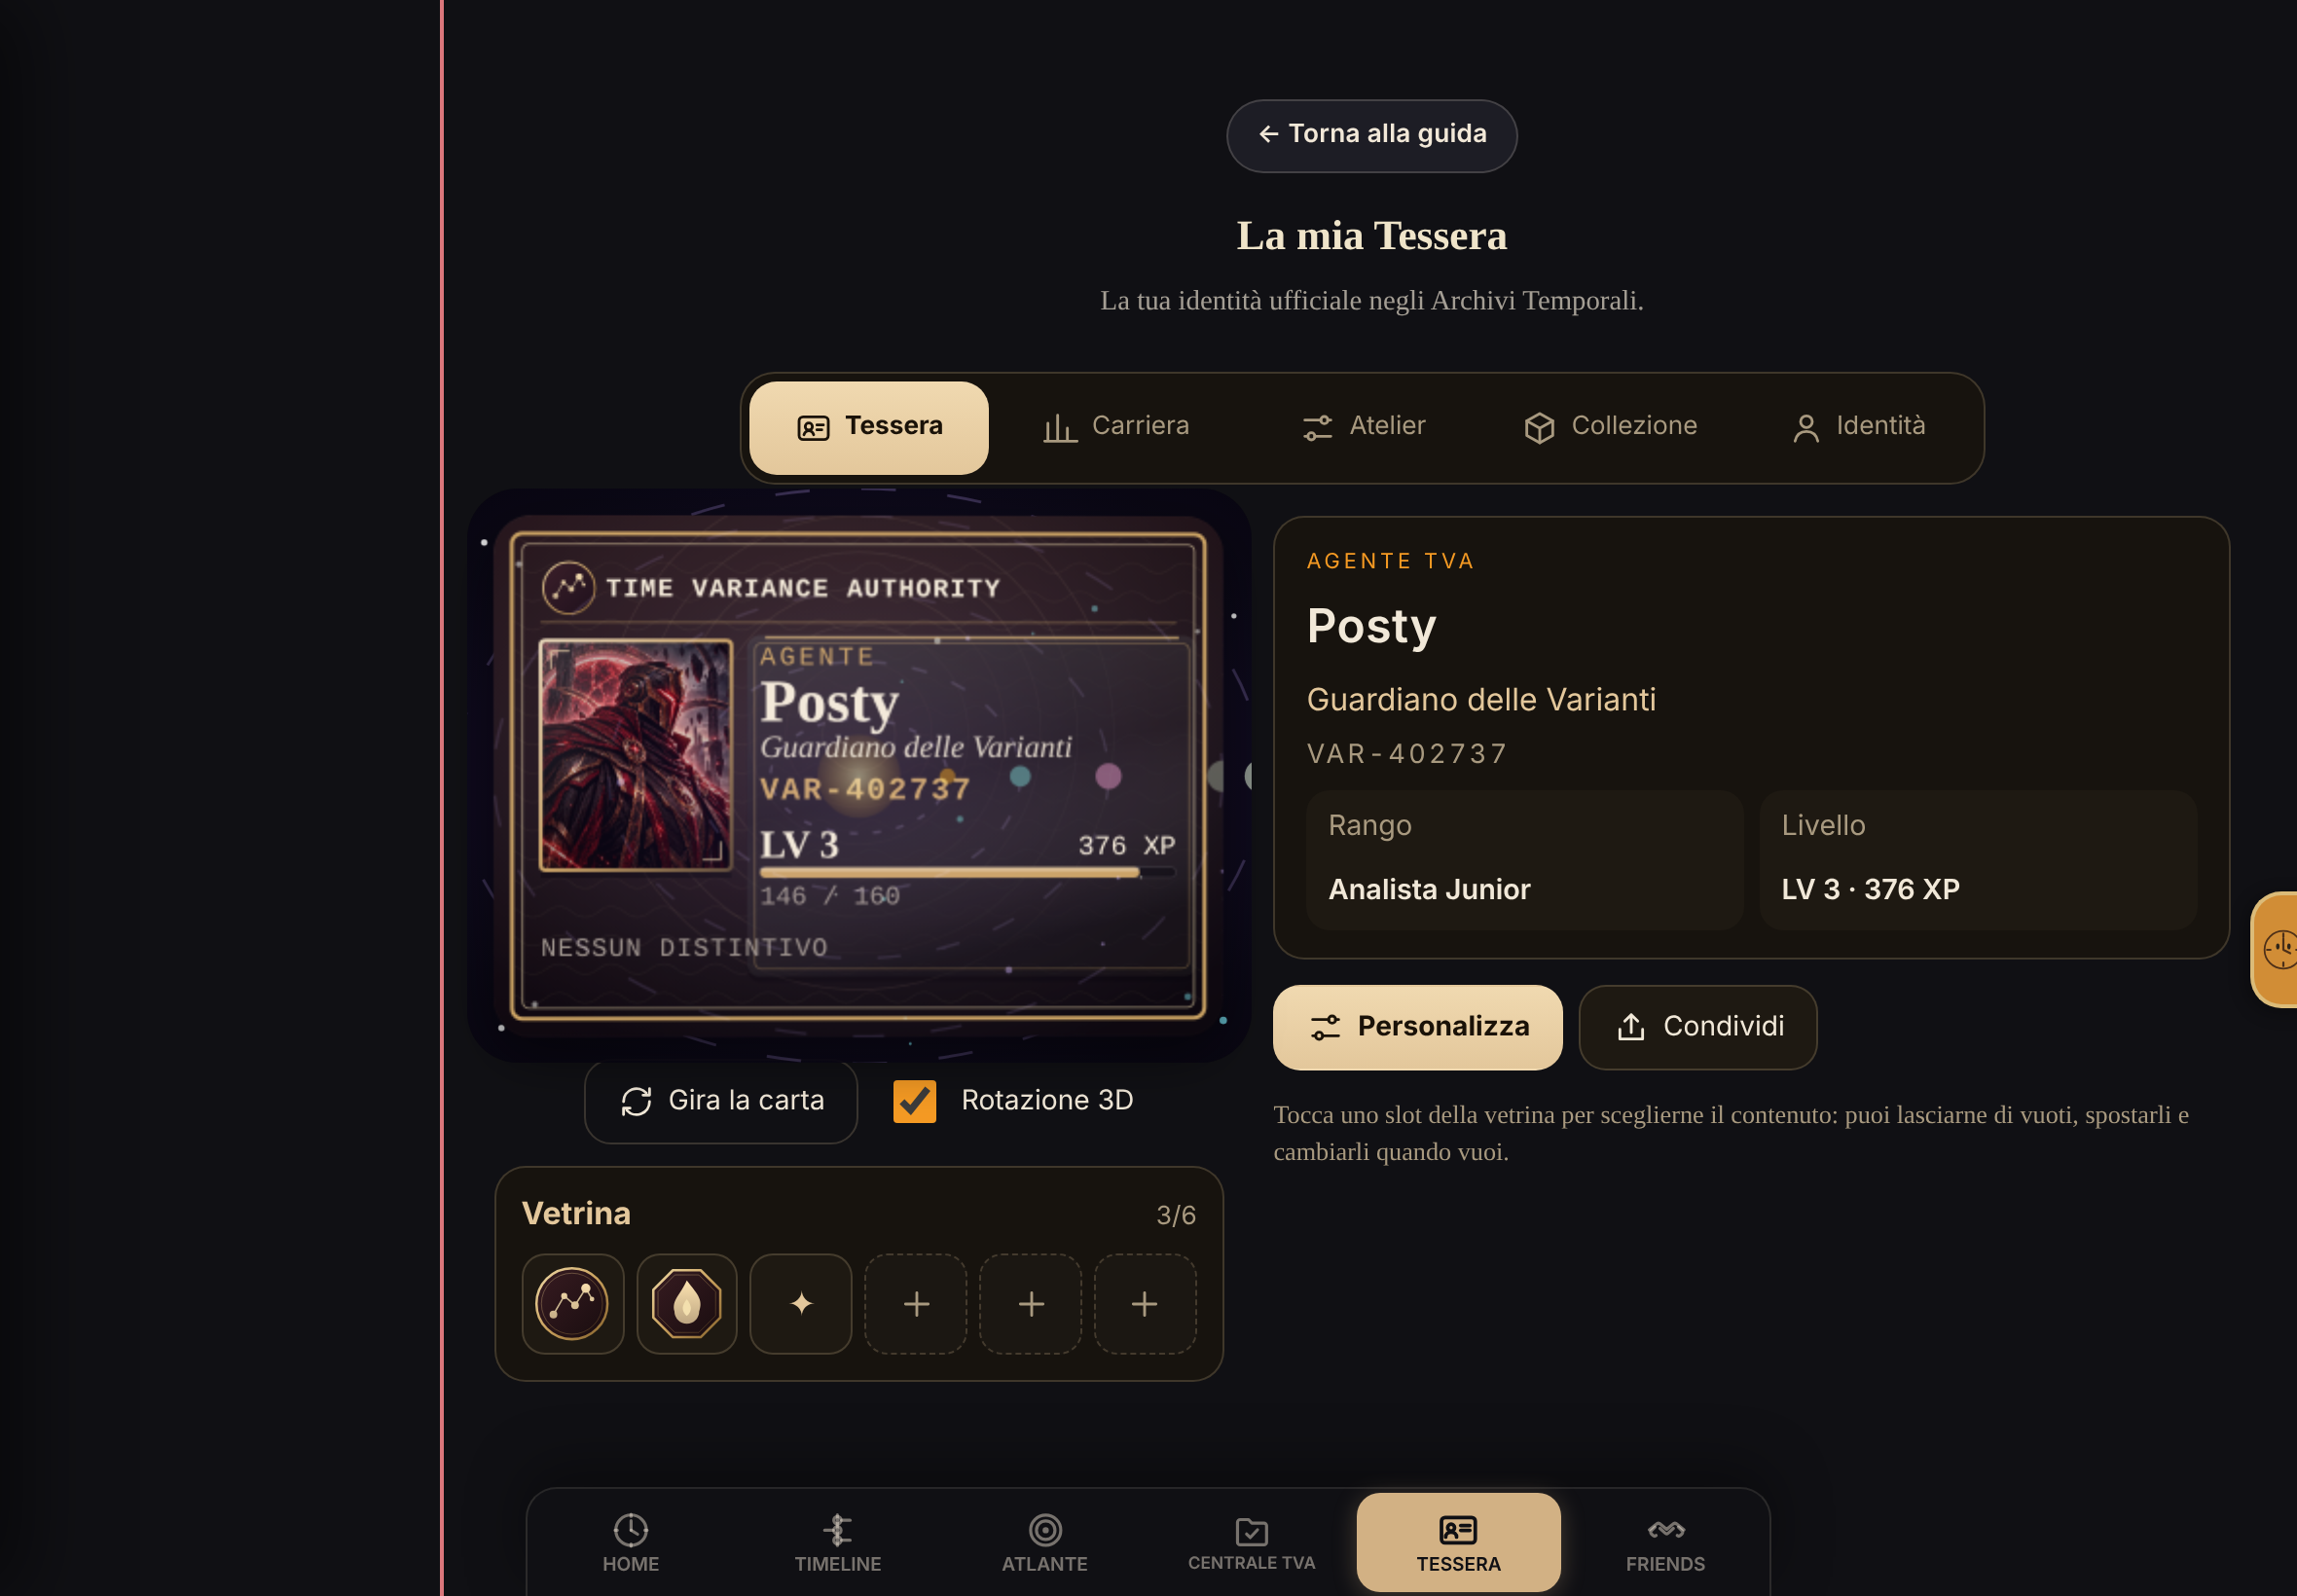 ← Torna alla guida
La mia Tessera
La tua identità ufficiale negli Archivi Temporali.
Tessera
Carriera
Atelier
Collezione
Identità
TIME VARIANCE AUTHORITY
AGENTE
Posty
Guardiano delle Varianti
VAR-402737
LV 3
376 XP
146 / 160
NESSUN DISTINTIVO
AGENTE TVA
Posty
Guardiano delle Varianti
VAR-402737
Rango
Analista Junior
Livello
LV 3 · 376 XP
Personalizza
Condividi
Tocca uno slot della vetrina per sceglierne il contenuto: puoi lasciarne di vuoti, spostarli e
cambiarli quando vuoi.
Gira la carta
Rotazione 3D
Vetrina
3/6
HOME
TIMELINE
ATLANTE
CENTRALE TVA
TESSERA
FRIENDS